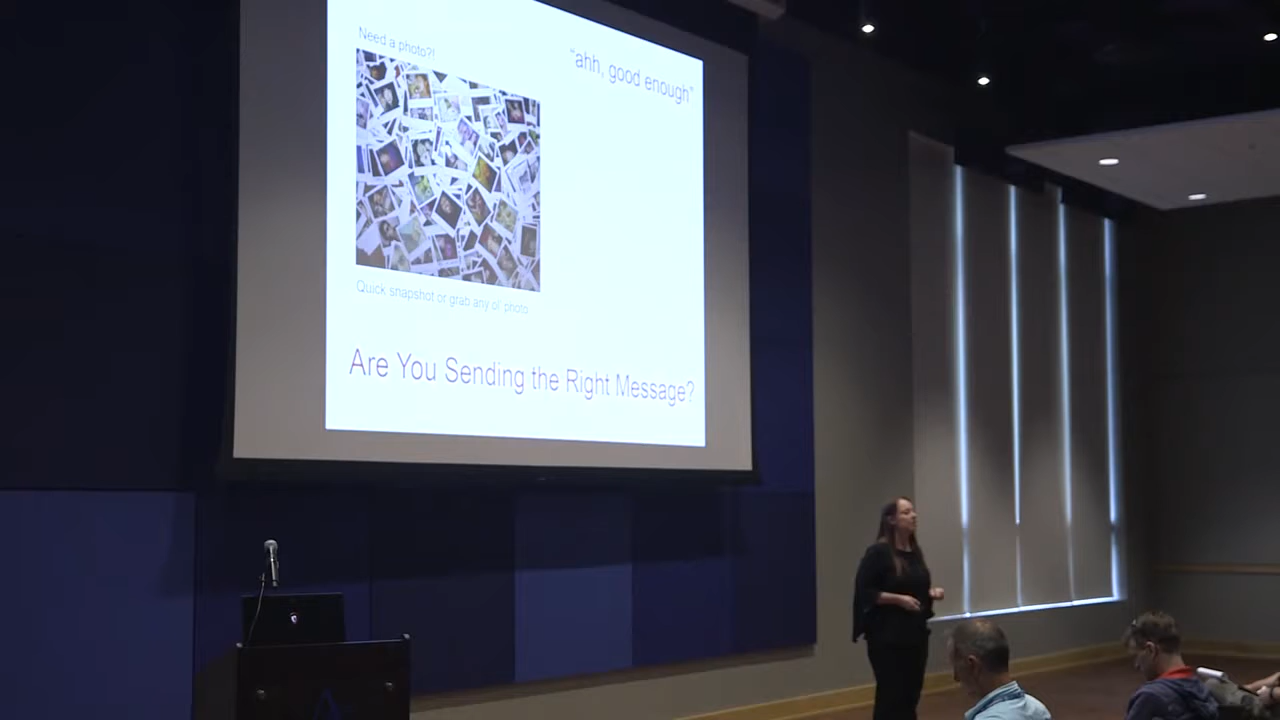 Need a photo?!
"ahh, good enough"
Quick snapshot or grab any ol' photo
Are You Sending the Right Message?